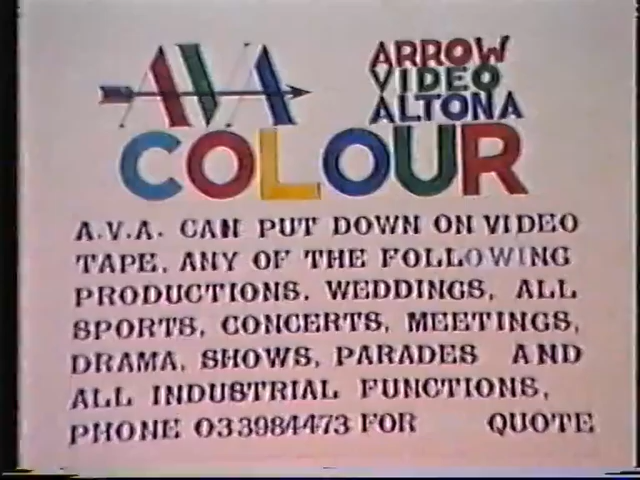 AVA
ARROW
VIDEO
ALTONA
COLOUR
A.V.A. CAN PUT DOWN ON VIDEO
TAPE, ANY OF THE FOLLOWING
PRODUCTIONS. WEDDINGS, ALL
SPORTS, CONCERTS, MEETINGS,
DRAMA, SHOWS, PARADES AND
ALL INDUSTRIAL FUNCTIONS,
PHONE 033984473 FOR QUOTE